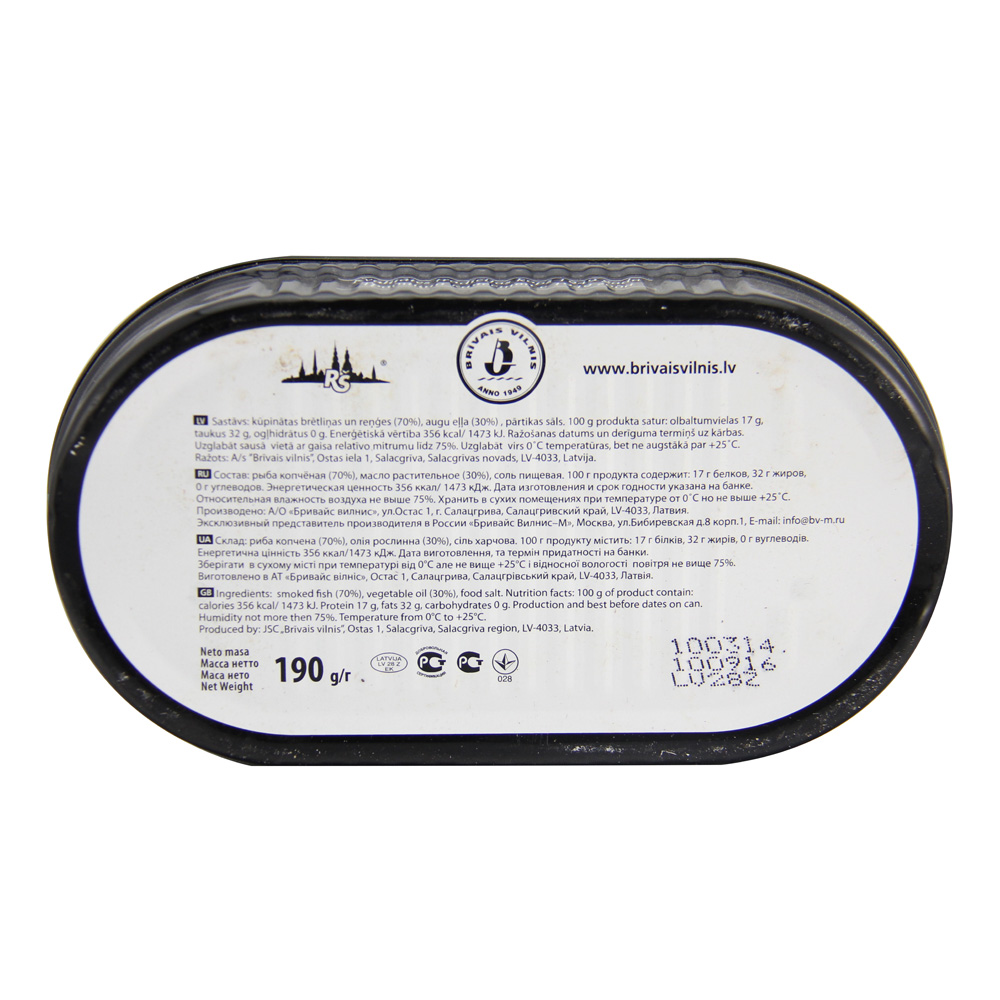 RŠ ®
BRĪVAIS VILNIS
ANNO 1949
www.brivaisvilnis.lv
LV Sastāvs: kūpinātas brētliņas un reņģes (70%), augu eļļa (30%) , pārtikas sāls. 100 g produkta satur: olbaltumvielas 17 g,
taukus 32 g, ogļhidrātus 0 g. Enerģētiskā vērtība 356 kcal/ 1473 kJ. Ražošanas datums un derīguma termiņš uz kārbas.
Uzglabāt sausā vietā ar gaisa relatīvo mitrumu līdz 75%. Uzglabāt virs 0˚C temperatūras, bet ne augstākā par +25˚C.
Ražots: A/s "Brīvais vilnis", Ostas iela 1, Salacgrīva, Salacgrīvas novads, LV-4033, Latvija.
RU Состав: рыба копчёная (70%), масло растительное (30%), соль пищевая. 100 г продукта содержит: 17 г белков, 32 г жиров,
0 г углеводов. Энергетическая ценность 356 ккал/ 1473 кДж. Дата изготовления и срок годности указана на банке.
Относительная влажность воздуха не выше 75%. Хранить в сухих помещениях при температуре от 0˚C но не выше +25˚C.
Произведено: А/О «Бривайс вилнис», ул.Остас 1, г. Салацгрива, Салацгривский край, LV-4033, Латвия.
Эксклюзивный представитель производителя в России «Бривайс Вилнис–М», Москва, ул.Бибиревская д.8 корп.1, E-mail: info@bv-m.ru
UA Склад: риба копчена (70%), олія рослинна (30%), сіль харчова. 100 г продукту містить: 17 г білків, 32 г жирів, 0 г вуглеводів.
Енергетична цінність 356 ккал/1473 кДж. Дата виготовлення, та термін придатності на банки.
Зберігати в сухому місті при температурі від 0°C але не выше +25°C і відносної вологості повітря не выше 75%.
Виготовлено в АТ «Бривайс вілніс», Остас 1, Салацгрива, Салацгрівський край, LV-4033, Латвія.
GB Ingredients: smoked fish (70%), vegetable oil (30%), food salt. Nutrition facts: 100 g of product contain:
calories 356 kcal/ 1473 kJ. Protein 17 g, fats 32 g, carbohydrates 0 g. Production and best before dates on can.
Humidity not more then 75%. Temperature from 0°C to +25°C.
Produced by: JSC „Brivais vilnis", Ostas 1, Salacgriva, Salacgriva region, LV-4033, Latvia.
Neto masa
Масса нетто
Маса нетто
Net Weight
190 g/г
LATVIJA
LV 28 Z
EK
ДОБРОВОЛЬНАЯ
СЕРТИФИКАЦИЯ
028
100314.
100916
LV28Z